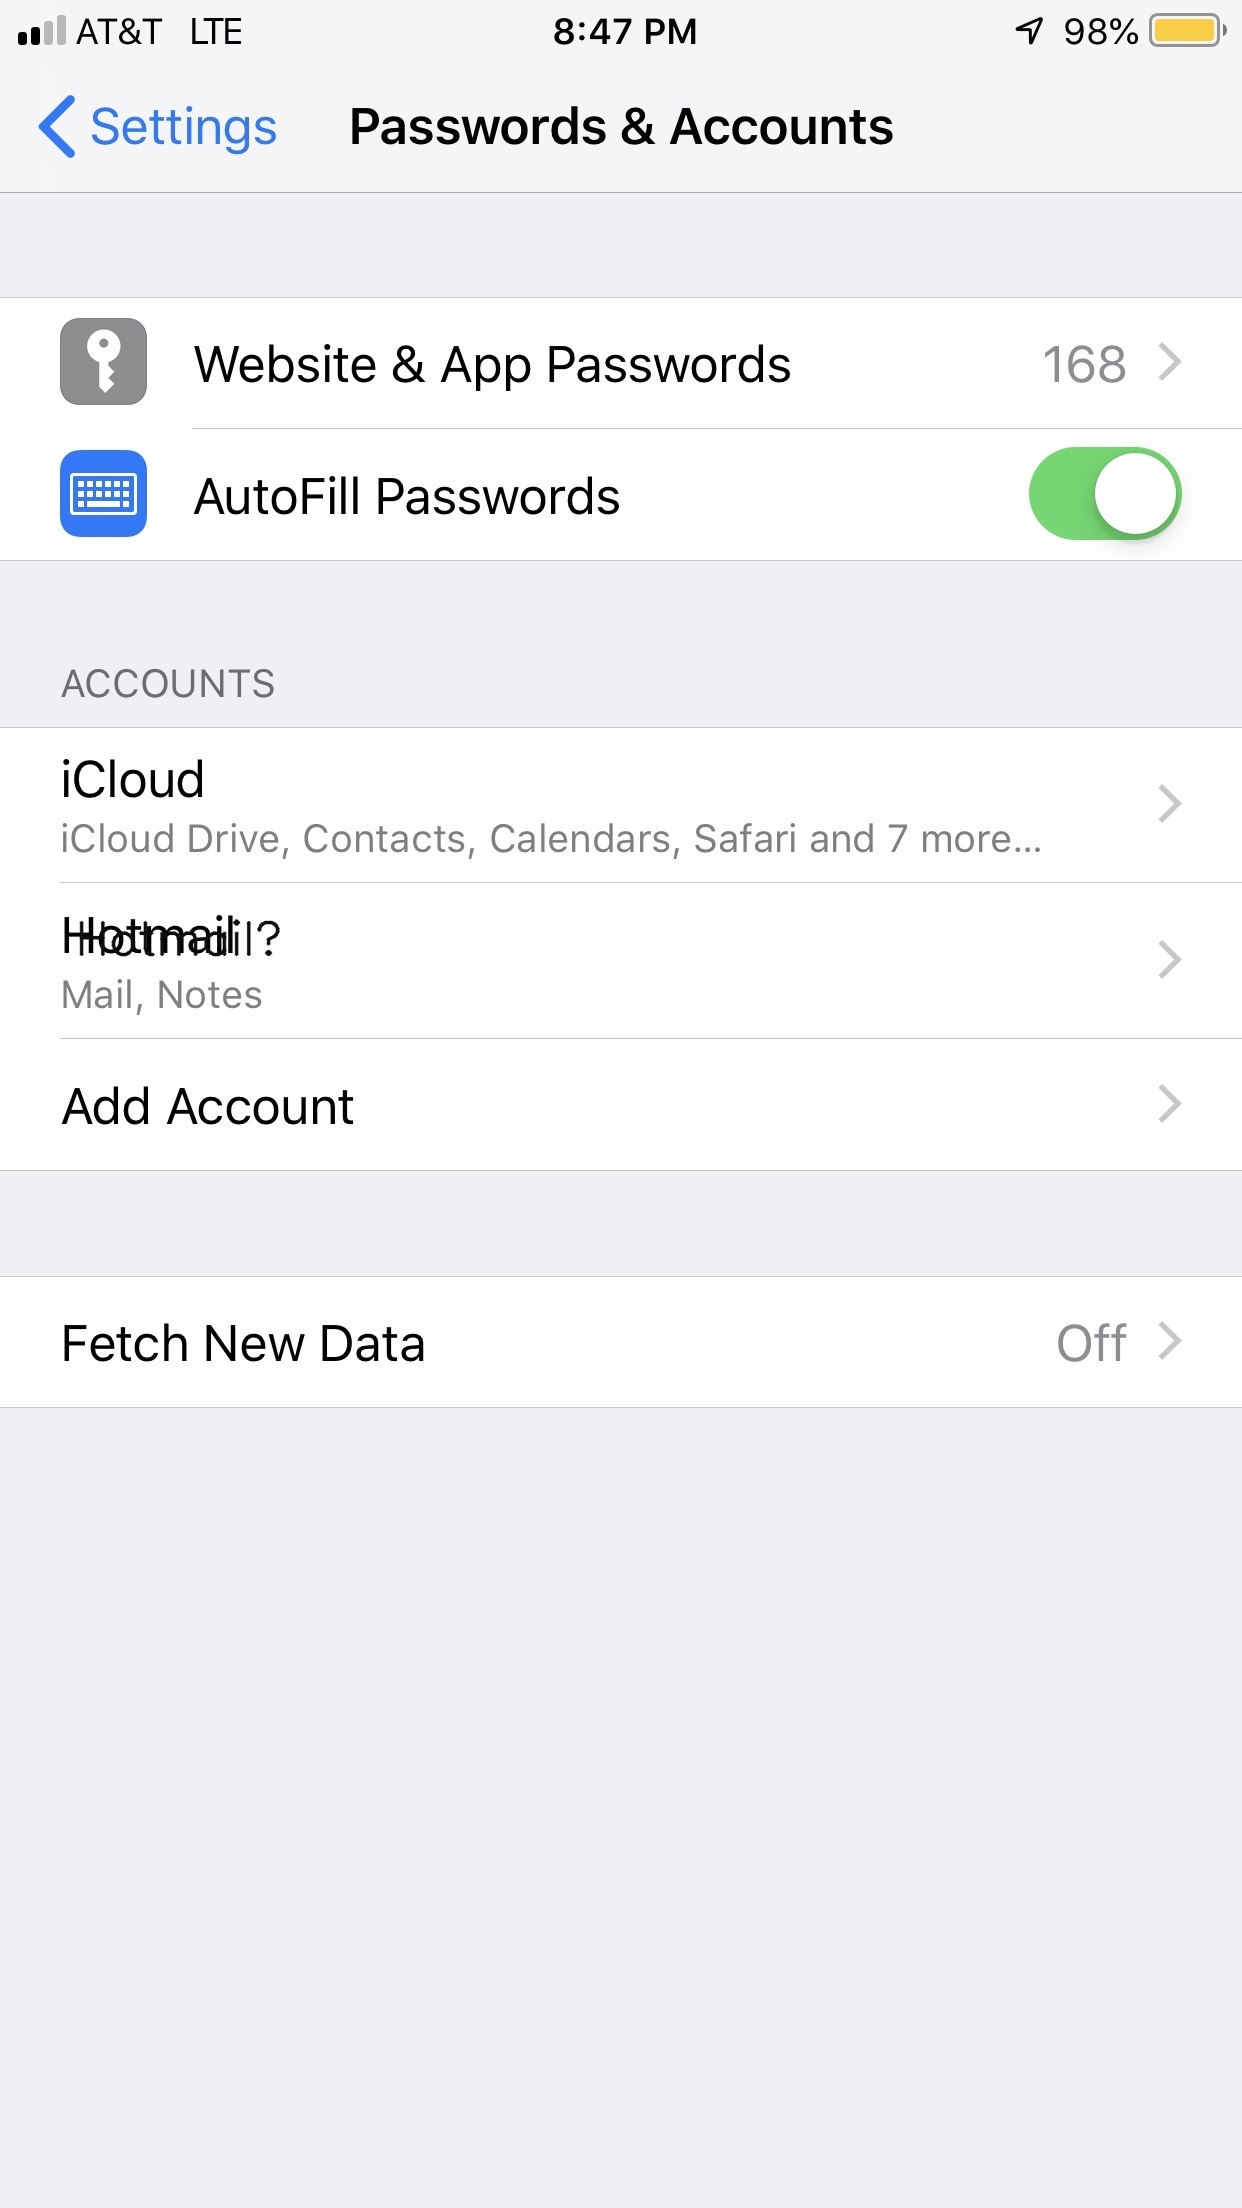 AT&T LTE 8:47 PM 98%
Settings Passwords & Accounts
Website & App Passwords 168
AutoFill Passwords
ACCOUNTS
iCloud
iCloud Drive, Contacts, Calendars, Safari and 7 more...
Hotmail
Hotmail?
Mail, Notes
Add Account
Fetch New Data Off